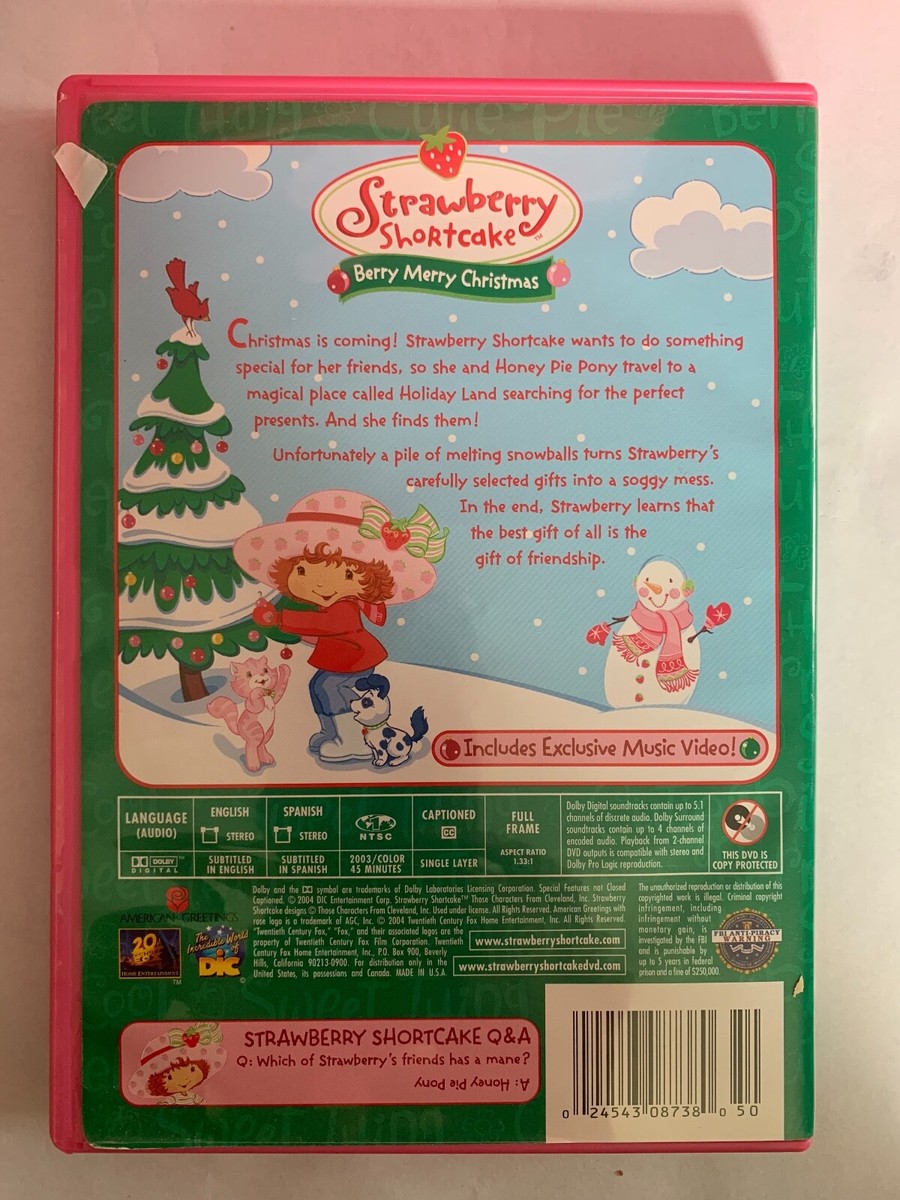 Sweet Thing
Cutie Pie
Berr
Strawberry
Shortcake™
Berry Merry Christmas
Christmas is coming! Strawberry Shortcake wants to do something
special for her friends, so she and Honey Pie Pony travel to a
magical place called Holiday Land searching for the perfect
presents. And she finds them!
Unfortunately a pile of melting snowballs turns Strawberry's
carefully selected gifts into a soggy mess.
In the end, Strawberry learns that
the best gift of all is the
gift of friendship.
Includes Exclusive Music Video!
LANGUAGE
(AUDIO)
ENGLISH
STEREO
SPANISH
STEREO
NTSC
CAPTIONED
CC
FULL
FRAME
ASPECT RATIO
1.33:1
Dolby Digital soundtracks contain up to 5.1
channels of discrete audio. Dolby Surround
soundtracks contain up to 4 channels of
encoded audio. Playback from 2-channel
DVD outputs is compatible with stereo and
Dolby Pro Logic reproduction.
THIS DVD IS
COPY PROTECTED
DOLBY™
DIGITAL
SUBTITLED
IN ENGLISH
SUBTITLED
IN SPANISH
2003/COLOR
45 MINUTES
SINGLE LAYER
AMERICAN GREETINGS
20
HOME ENTERTAINMENT
TM
The
Incredible World
of
DIC
©
Dolby and the DD symbol are trademarks of Dolby Laboratories Licensing Corporation. Special Features not Closed
Captioned. © 2004 DIC Entertainment Corp. Strawberry Shortcake™ Those Characters From Cleveland, Inc. Strawberry
Shortcake designs © Those Characters From Cleveland, Inc. Used under license. All Rights Reserved. American Greetings with
rose logo is a trademark of AGC, Inc. © 2004 Twentieth Century Fox Home Entertainment, Inc. All Rights Reserved.
"Twentieth Century Fox," "Fox," and their associated logos are the
property of Twentieth Century Fox Film Corporation. Twentieth
Century Fox Home Entertainment, Inc., P.O. Box 900, Beverly
Hills, California 90213-0900. For distribution only in the
United States, its possessions and Canada. MADE IN U.S.A.
www.strawberryshortcake.com
www.strawberryshortcakedvd.com
The unauthorized reproduction or distribution of this
copyrighted work is illegal. Criminal copyright
infringement, including
infringement without
monetary gain, is
investigated by the FBI
and is punishable by
up to 5 years in federal
prison and a fine of $250,000.
FBI ANTI-PIRACY
WARNING
Sweet Thing
STRAWBERRY SHORTCAKE Q&A
Q: Which of Strawberry's friends has a mane?
A: Honey Pie Pony
0 24543 08738 0 50